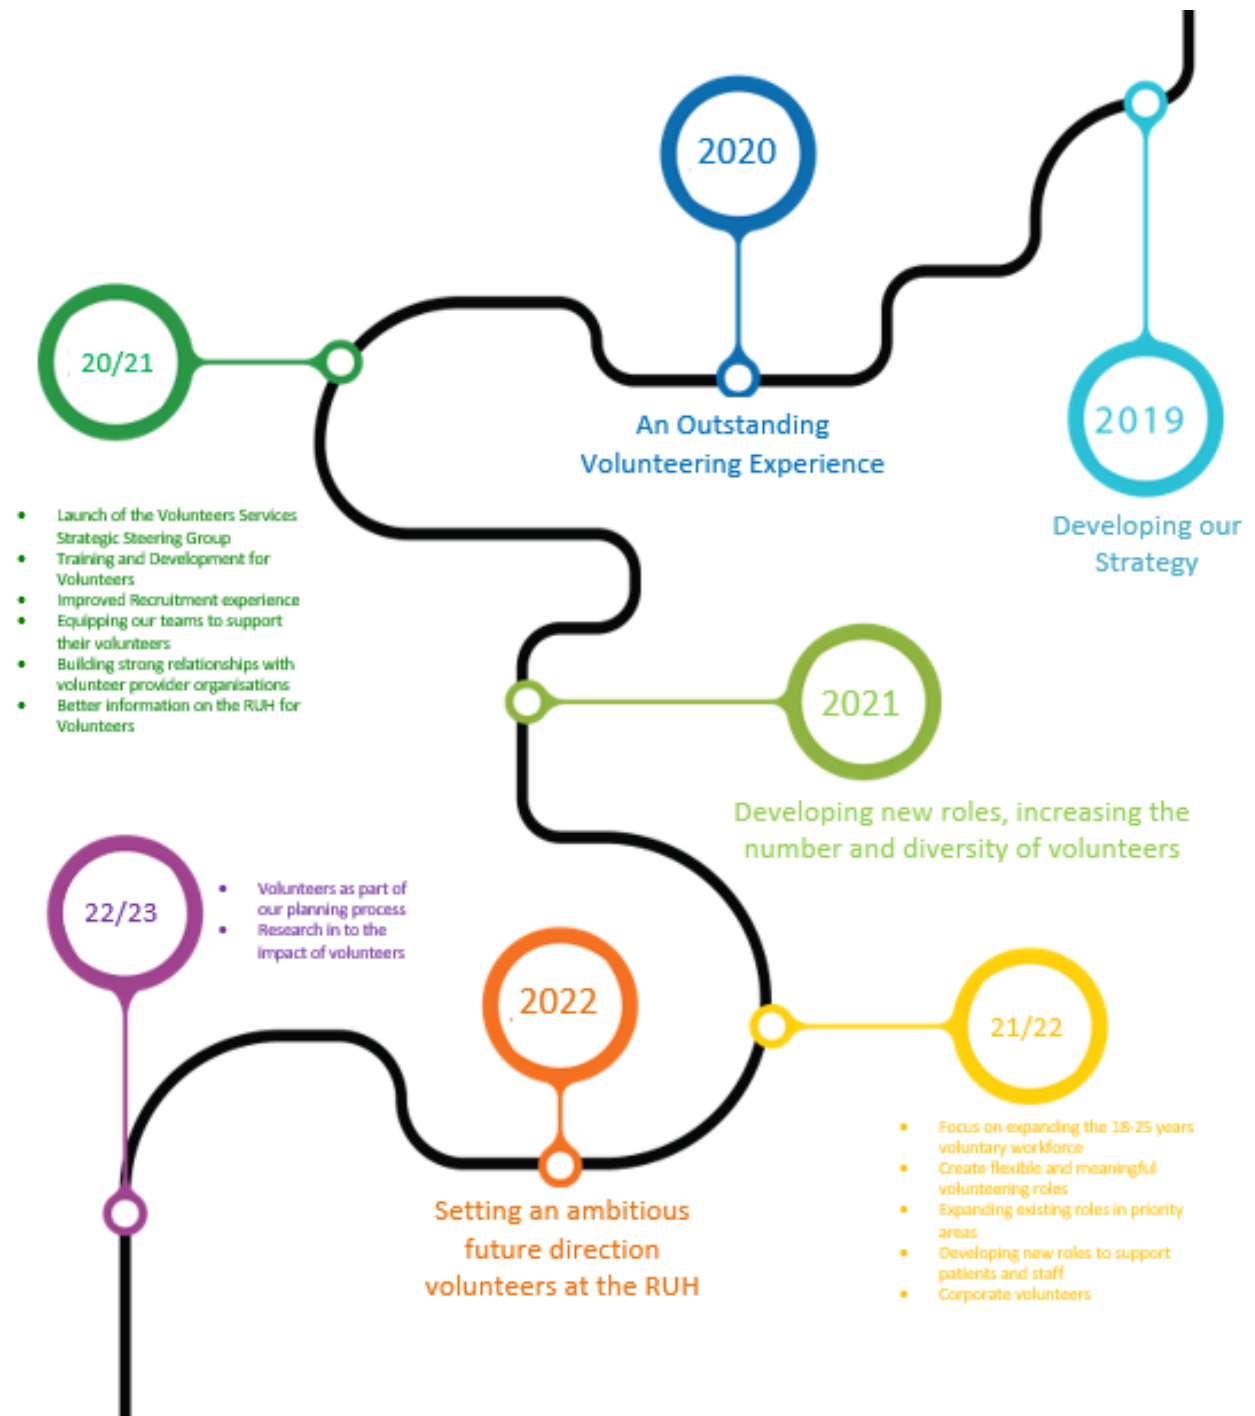 2020
An Outstanding
Volunteering Experience
2019
Developing our
Strategy
20/21
• Launch of the Volunteers Services
Strategic Steering Group
• Training and Development for
Volunteers
• Improved Recruitment experience
• Equipping our teams to support
their volunteers
• Building strong relationships with
volunteer provider organisations
• Better information on the RUH for
Volunteers
2021
Developing new roles, increasing the
number and diversity of volunteers
22/23
• Volunteers as part of
our planning process
• Research in to the
impact of volunteers
2022
Setting an ambitious
future direction
volunteers at the RUH
21/22
• Focus on expanding the 18-25 years
voluntary workforce
• Create flexible and meaningful
volunteering roles
• Expanding existing roles in priority
areas
• Developing new roles to support
patients and staff
• Corporate volunteers